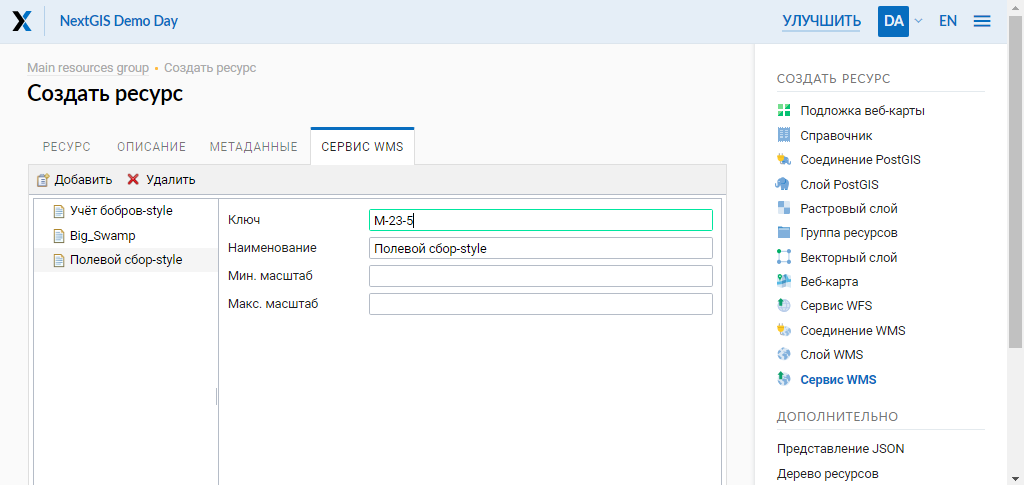 NextGIS Demo Day
УЛУЧШИТЬ
DA
EN
Main resources group • Создать ресурс
Создать ресурс
РЕСУРС
ОПИСАНИЕ
МЕТАДАННЫЕ
СЕРВИС WMS
Добавить
Удалить
Учёт бобров-style
Big_Swamp
Полевой сбор-style
Ключ
M-23-5
Наименование
Полевой сбор-style
Мин. масштаб
Макс. масштаб
СОЗДАТЬ РЕСУРС
Подложка веб-карты
Справочник
Соединение PostGIS
Слой PostGIS
Растровый слой
Группа ресурсов
Векторный слой
Веб-карта
Сервис WFS
Соединение WMS
Слой WMS
Сервис WMS
ДОПОЛНИТЕЛЬНО
Представление JSON
Дерево ресурсов